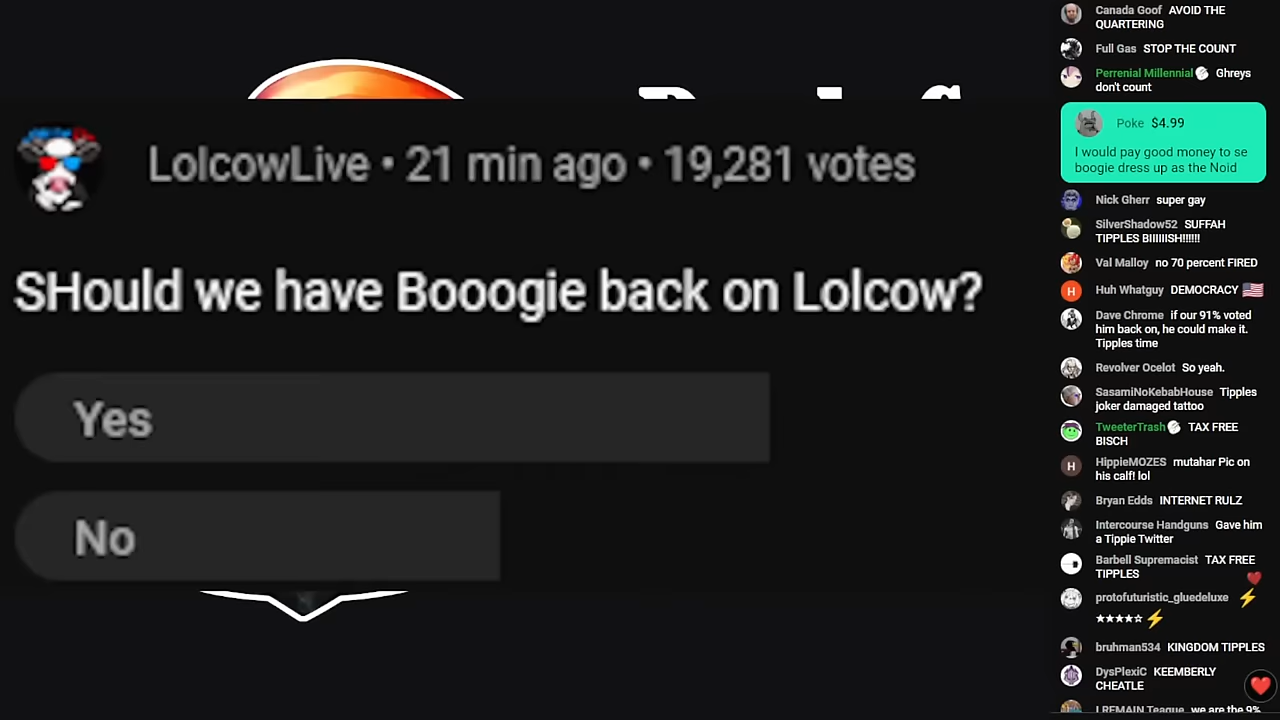 LolcowLive • 21 min ago • 19,281 votes
SHould we have Booogie back on Lolcow?
Yes
No
Canada Goof AVOID THE
QUARTERING
Full Gas STOP THE COUNT
Perrenial Millennial Ghreys
don't count
Poke $4.99
I would pay good money to se
boogie dress up as the Noid
Nick Gherr super gay
SilverShadow52 SUFFAH
TIPPLES BIIIIIISH!!!!!!
Val Malloy no 70 percent FIRED
H Huh Whatguy DEMOCRACY 🇺🇸
Dave Chrome if our 91% voted
him back on, he could make it.
Tipples time
Revolver Ocelot So yeah.
SasamiNoKebabHouse Tipples
joker damaged tattoo
TweeterTrash TAX FREE
BISCH
H HippieMOZES mutahar Pic on
his calf! lol
Bryan Edds INTERNET RULZ
Intercourse Handguns Gave him
a Tippie Twitter
Barbell Supremacist TAX FREE
TIPPLES
protofuturistic_gluedeluxe ⚡
★★★★☆ ⚡
bruhman534 KINGDOM TIPPLES
DysPlexiC KEEMBERLY
CHEATLE
I REMAIN Teague we are the 9%